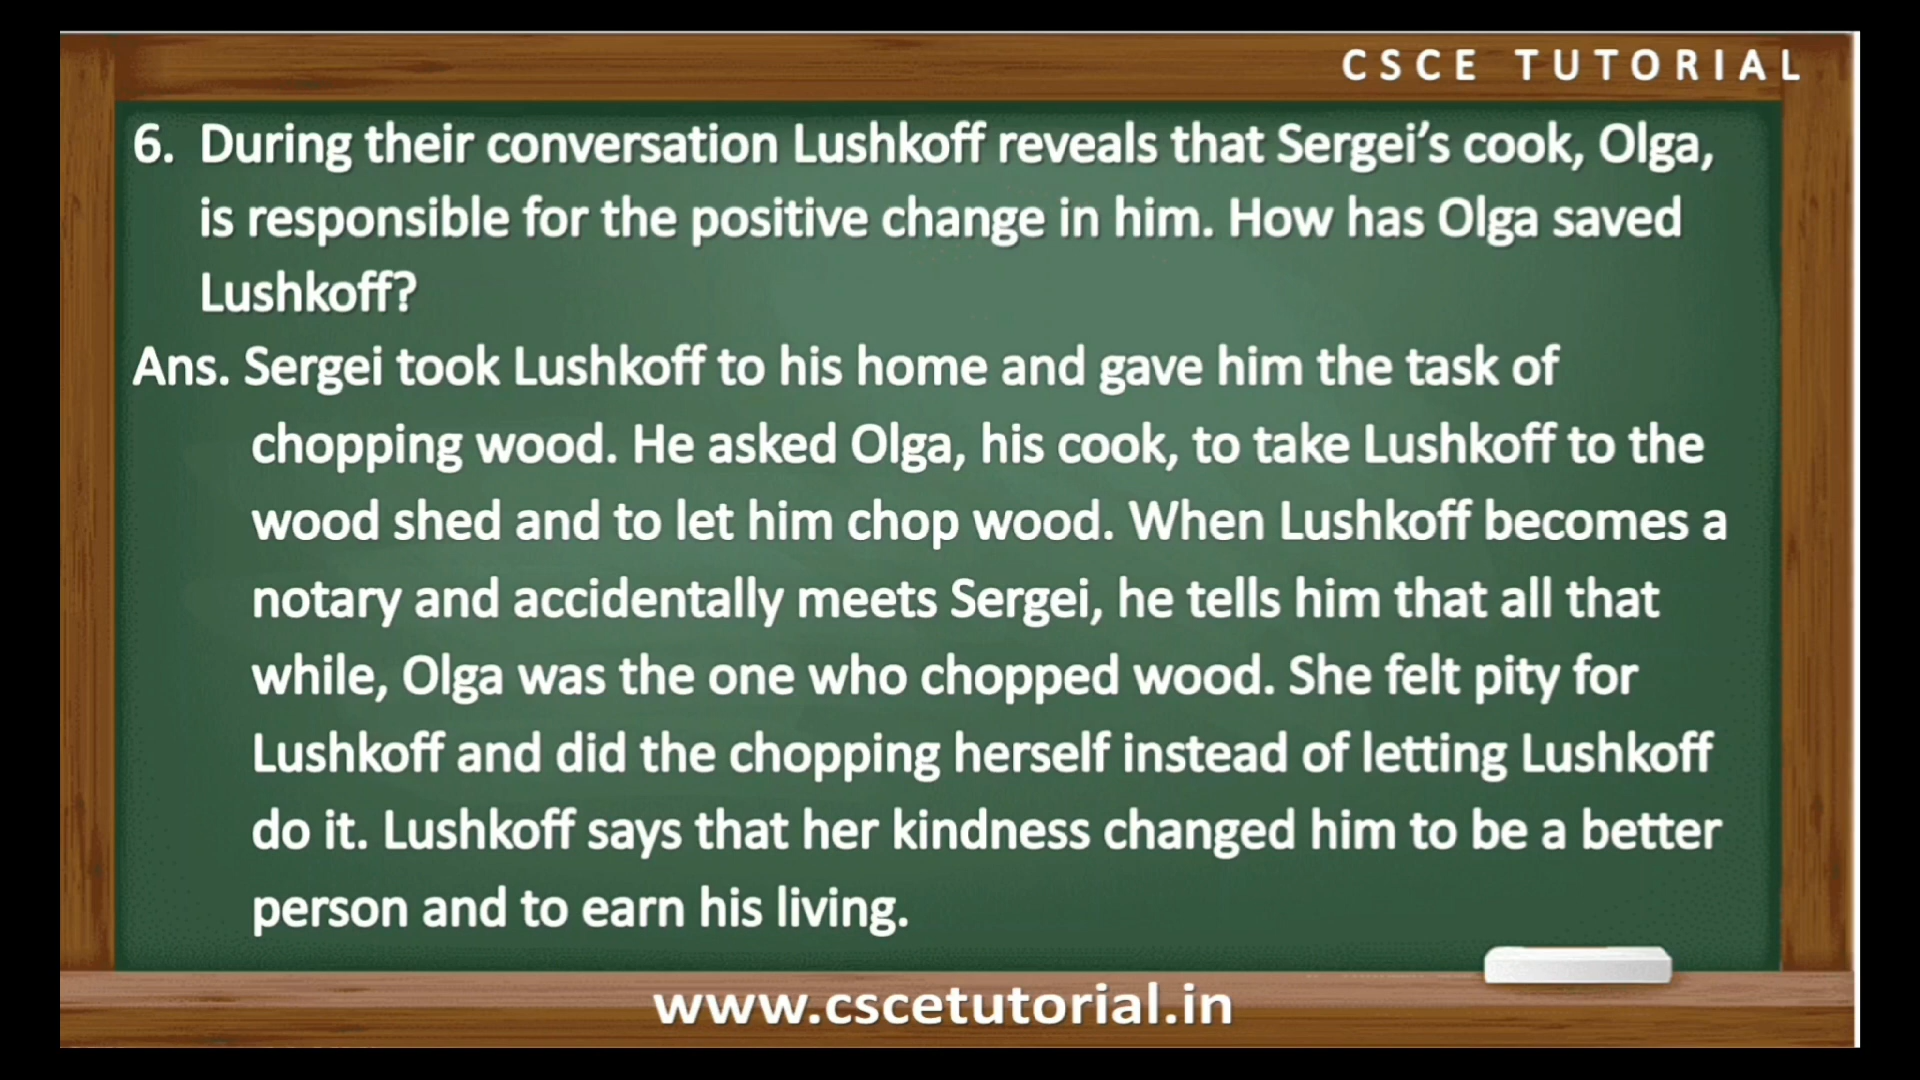 CSCE TUTORIAL
6. During their conversation Lushkoff reveals that Sergei’s cook, Olga,
is responsible for the positive change in him. How has Olga saved
Lushkoff?
Ans. Sergei took Lushkoff to his home and gave him the task of
chopping wood. He asked Olga, his cook, to take Lushkoff to the
wood shed and to let him chop wood. When Lushkoff becomes a
notary and accidentally meets Sergei, he tells him that all that
while, Olga was the one who chopped wood. She felt pity for
Lushkoff and did the chopping herself instead of letting Lushkoff
do it. Lushkoff says that her kindness changed him to be a better
person and to earn his living.
www.cscetutorial.in